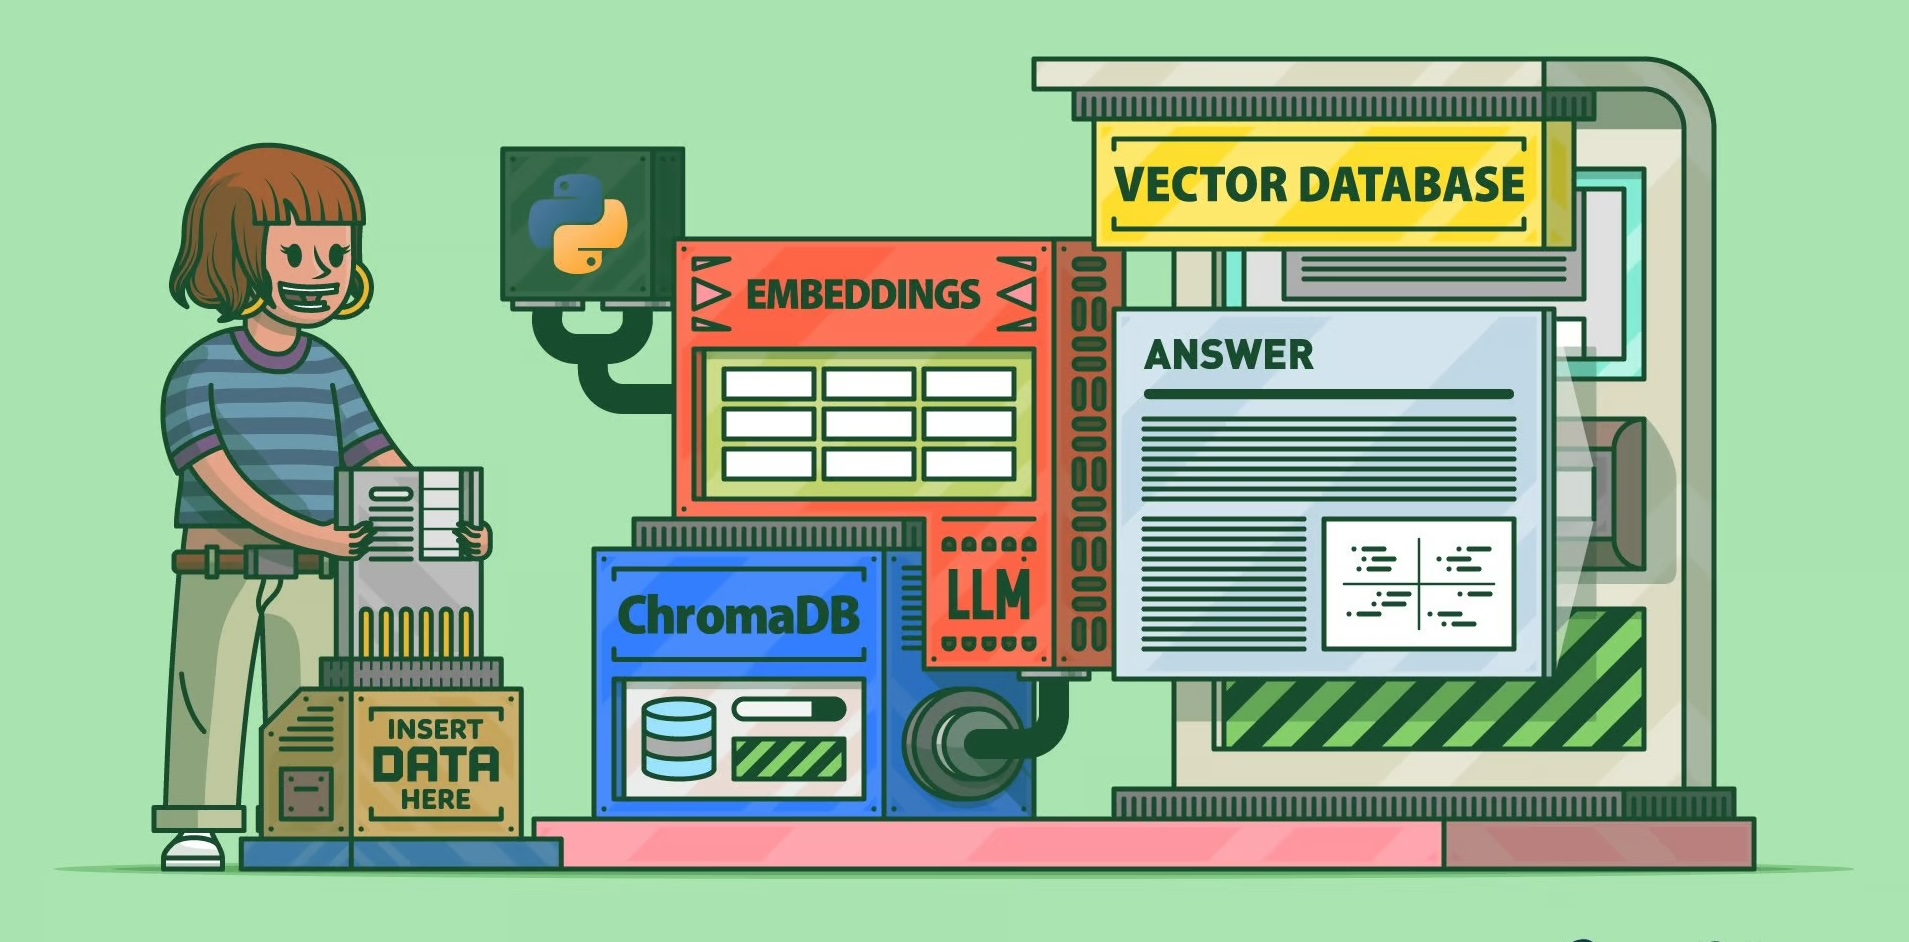 VECTOR DATABASE
EMBEDDINGS
ANSWER
LLM
ChromaDB
INSERT
DATA
HERE